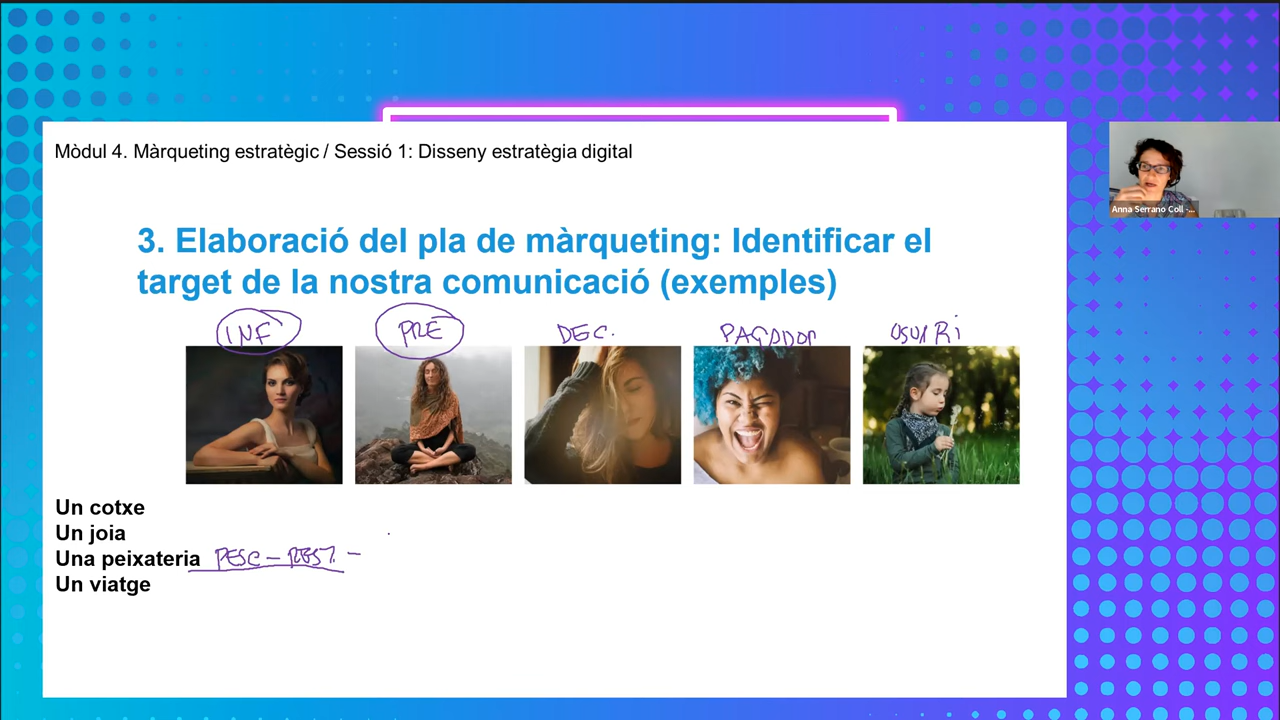 Mòdul 4. Màrqueting estratègic / Sessió 1: Disseny estratègia digital
Anna Serrano Coll -...
3. Elaboració del pla de màrqueting: Identificar el
target de la nostra comunicació (exemples)
INF PRE DEC. PAGADOR USUARI
Un cotxe
Un joia
Una peixateria PESC – REST. –
Un viatge